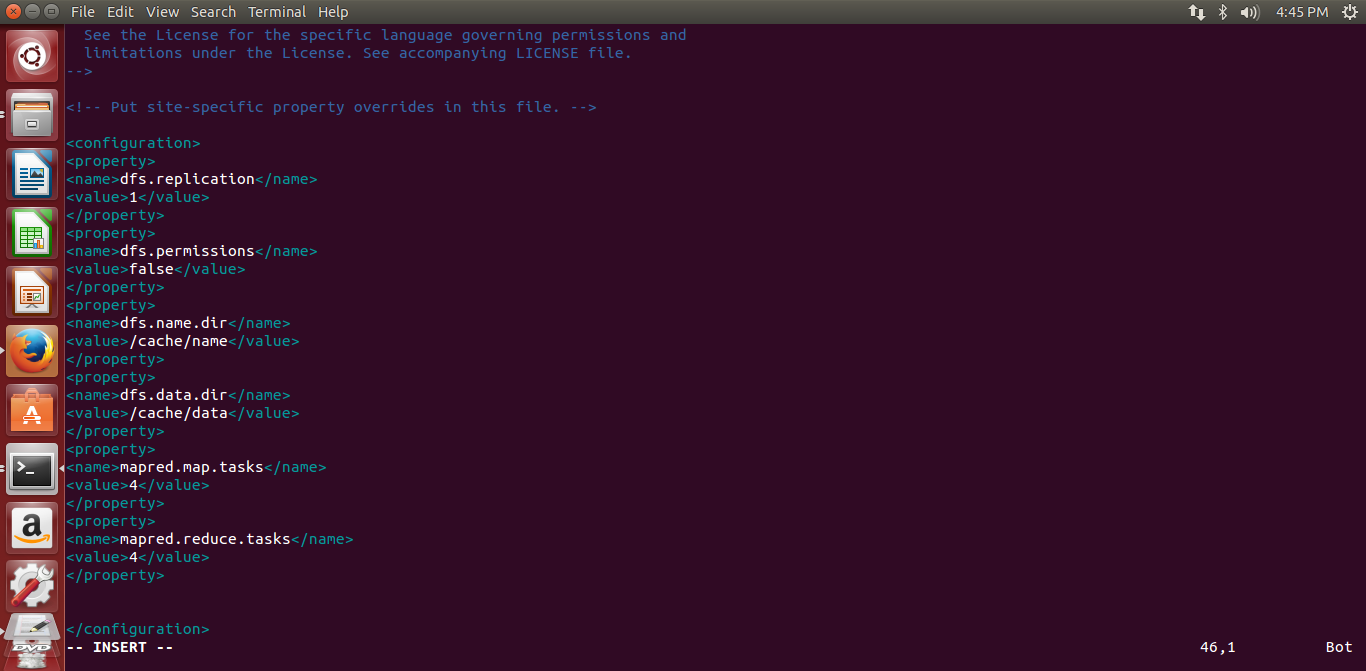 File Edit View Search Terminal Help
4:45 PM
See the License for the specific language governing permissions and
limitations under the License. See accompanying LICENSE file.
-->
<!-- Put site-specific property overrides in this file. -->
<configuration>
<property>
<name>dfs.replication</name>
<value>1</value>
</property>
<property>
<name>dfs.permissions</name>
<value>false</value>
</property>
<property>
<name>dfs.name.dir</name>
<value>/cache/name</value>
</property>
<property>
<name>dfs.data.dir</name>
<value>/cache/data</value>
</property>
<property>
<name>mapred.map.tasks</name>
<value>4</value>
</property>
<property>
<name>mapred.reduce.tasks</name>
<value>4</value>
</property>
</configuration>
-- INSERT --
46,1
Bot
A
>_
a
DVD